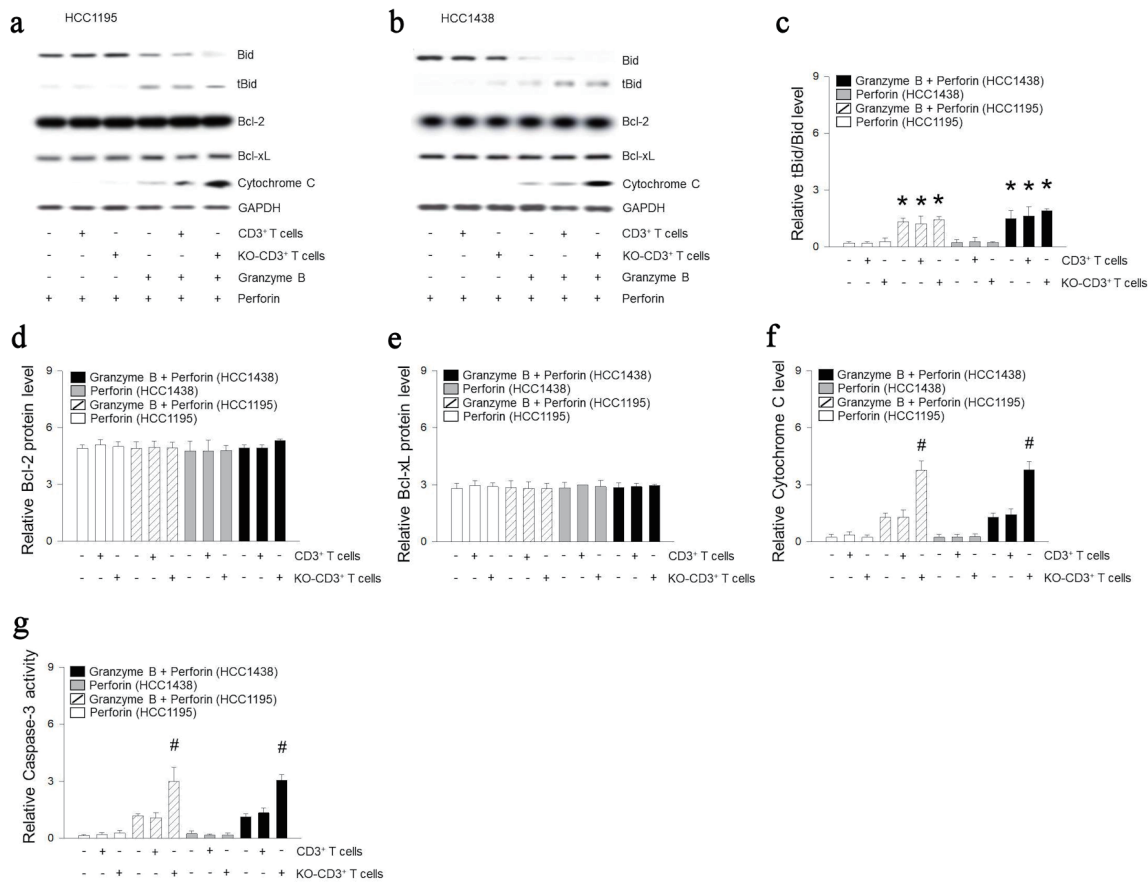 a
HCC1195
Bid
tBid
Bcl-2
Bcl-xL
Cytochrome C
GAPDH
- + - - + - CD3⁺ T cells
- - + - - + KO-CD3⁺ T cells
- - - + + + Granzyme B
+ + + + + + Perforin
b
HCC1438
Bid
tBid
Bcl-2
Bcl-xL
Cytochrome C
GAPDH
- + - - + - CD3⁺ T cells
- - + - - + KO-CD3⁺ T cells
- - - + + + Granzyme B
+ + + + + + Perforin
c
Relative tBid/Bid level
9
6
3
0
Granzyme B + Perforin (HCC1438)
Perforin (HCC1438)
Granzyme B + Perforin (HCC1195)
Perforin (HCC1195)
* * * * * *
- + - - + - - + - - + - CD3⁺ T cells
- - + - - + - - + - - + KO-CD3⁺ T cells
d
Relative Bcl-2 protein level
9
6
3
0
Granzyme B + Perforin (HCC1438)
Perforin (HCC1438)
Granzyme B + Perforin (HCC1195)
Perforin (HCC1195)
- + - - + - - + - - + - CD3⁺ T cells
- - + - - + - - + - - + KO-CD3⁺ T cells
e
Relative Bcl-xL protein level
9
6
3
0
Granzyme B + Perforin (HCC1438)
Perforin (HCC1438)
Granzyme B + Perforin (HCC1195)
Perforin (HCC1195)
- + - - + - - + - - + - CD3⁺ T cells
- - + - - + - - + - - + KO-CD3⁺ T cells
f
Relative Cytochrome C level
9
6
3
0
Granzyme B + Perforin (HCC1438)
Perforin (HCC1438)
Granzyme B + Perforin (HCC1195)
Perforin (HCC1195)
# #
- + - - + - - + - - + - CD3⁺ T cells
- - + - - + - - + - - + KO-CD3⁺ T cells
g
Relative Caspase-3 activity
9
6
3
0
Granzyme B + Perforin (HCC1438)
Perforin (HCC1438)
Granzyme B + Perforin (HCC1195)
Perforin (HCC1195)
# #
- + - - + - - + - - + - CD3⁺ T cells
- - + - - + - - + - - + KO-CD3⁺ T cells